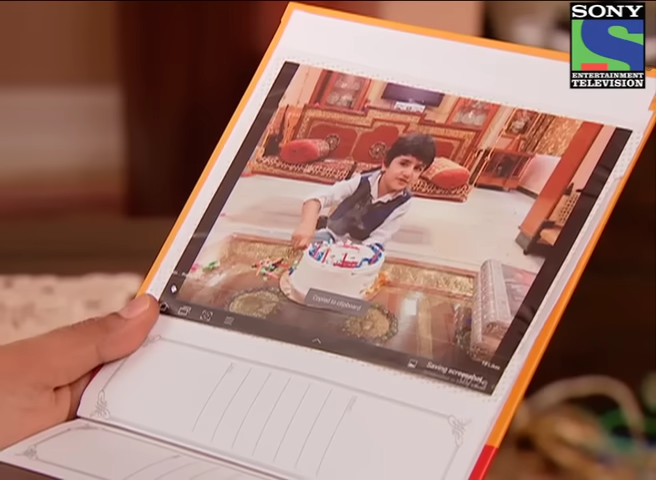 SONY
ENTERTAINMENT
TELEVISION
Copied to clipboard
Saving screenshot...